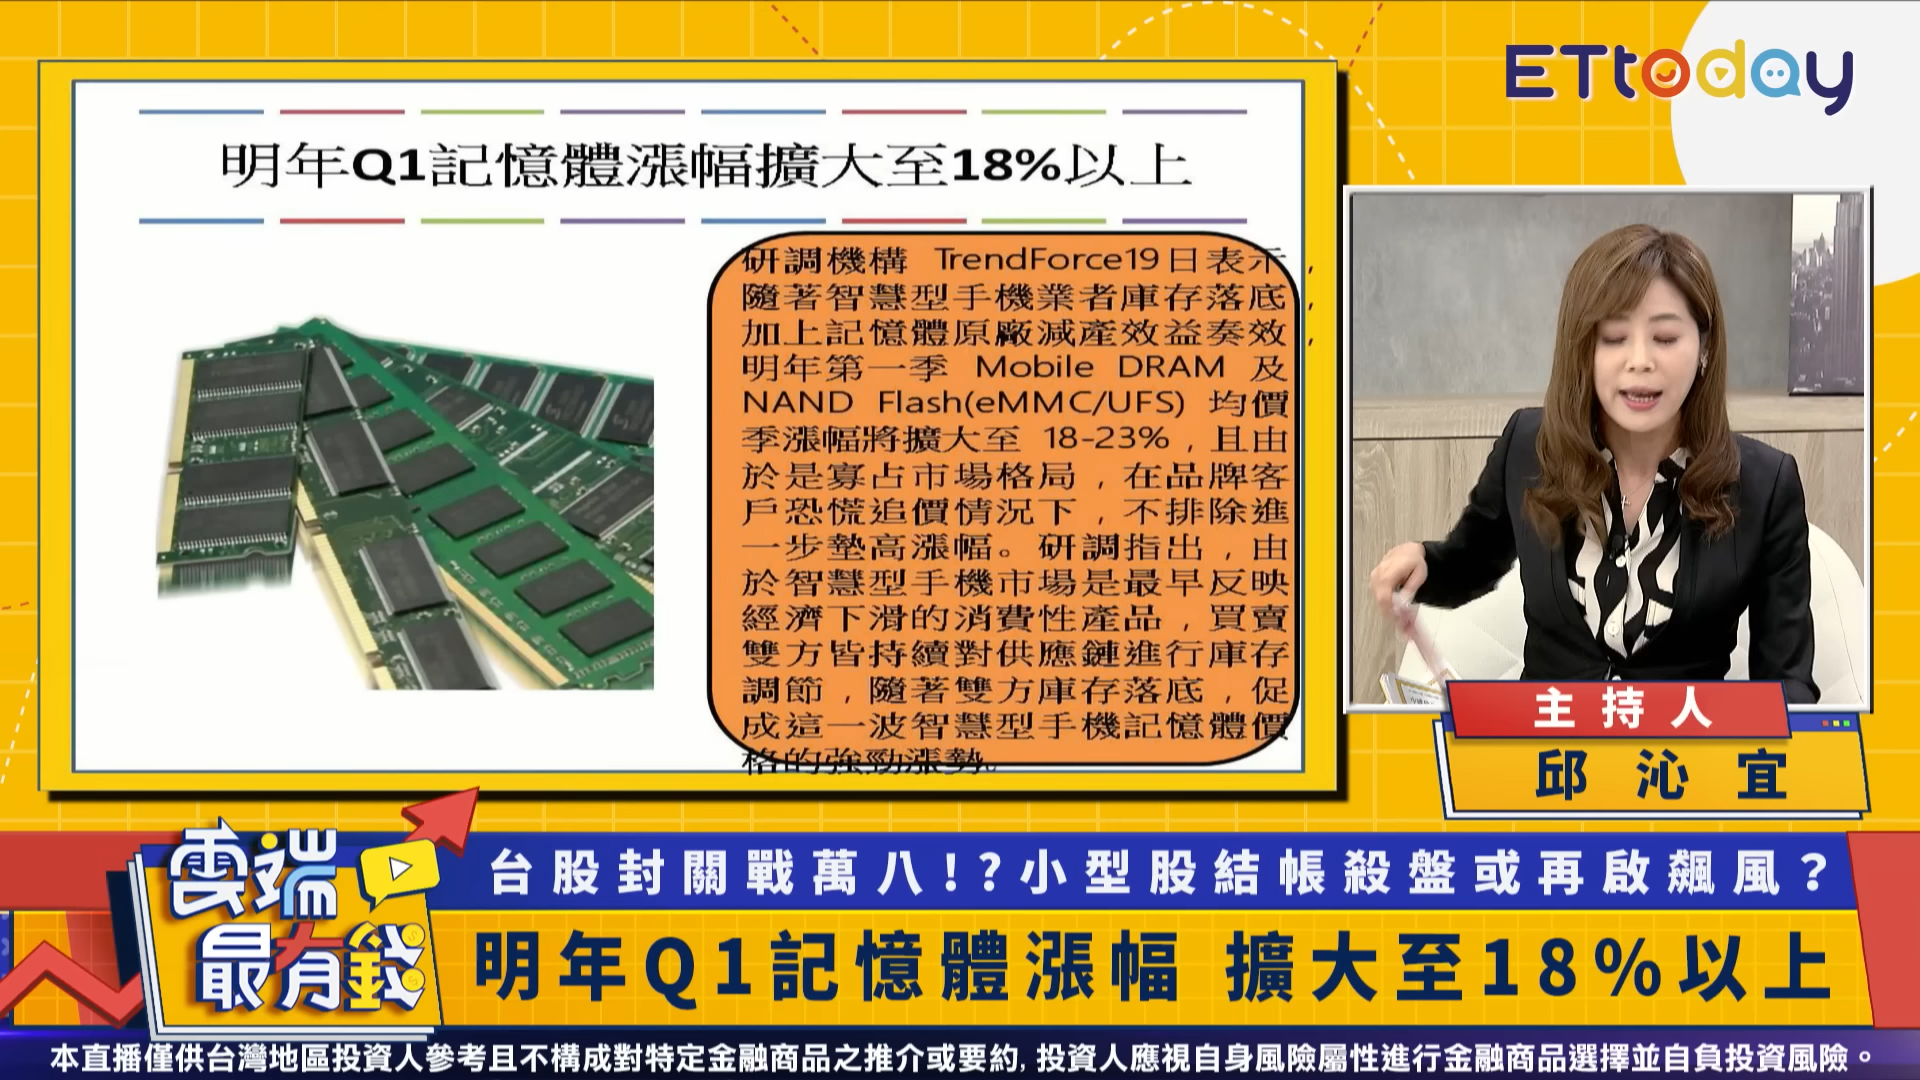 ETtoday
明年Q1記憶體漲幅擴大至18%以上
研調機構 TrendForce19日表示，
隨著智慧型手機業者庫存落底，
加上記憶體原廠減產效益奏效，
明年第一季 Mobile DRAM 及
NAND Flash(eMMC/UFS) 均價
季漲幅將擴大至 18-23%，且由
於是寡占市場格局，在品牌客
戶恐慌追價情況下，不排除進
一步墊高漲幅。研調指出，由
於智慧型手機市場是最早反映
經濟下滑的消費性產品，買賣
雙方皆持續對供應鏈進行庫存
調節，隨著雙方庫存落底，促
成這一波智慧型手機記憶體價
格的強勁漲勢。
主持人
邱沁宜
雲端
最有錢
台股封關戰萬八!?小型股結帳殺盤或再啟飆風?
明年Q1記憶體漲幅 擴大至18%以上
本直播僅供台灣地區投資人參考且不構成對特定金融商品之推介或要約, 投資人應視自身風險屬性進行金融商品選擇並自負投資風險。